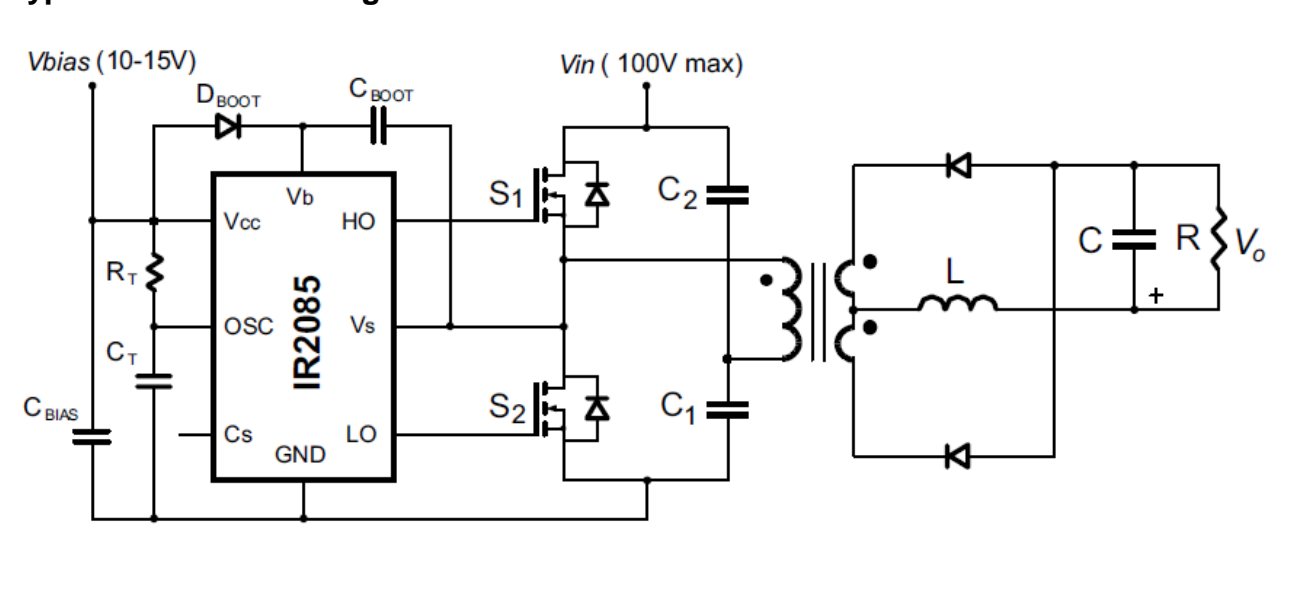 Vbias (10-15V)
Vin ( 100V max)
DBOOT
CBOOT
Vb
Vcc
HO
S1
C2
RT
IR2085
OSC
Vs
L
C
R
Vo
+
CT
CBIAS
Cs
LO
S2
C1
GND